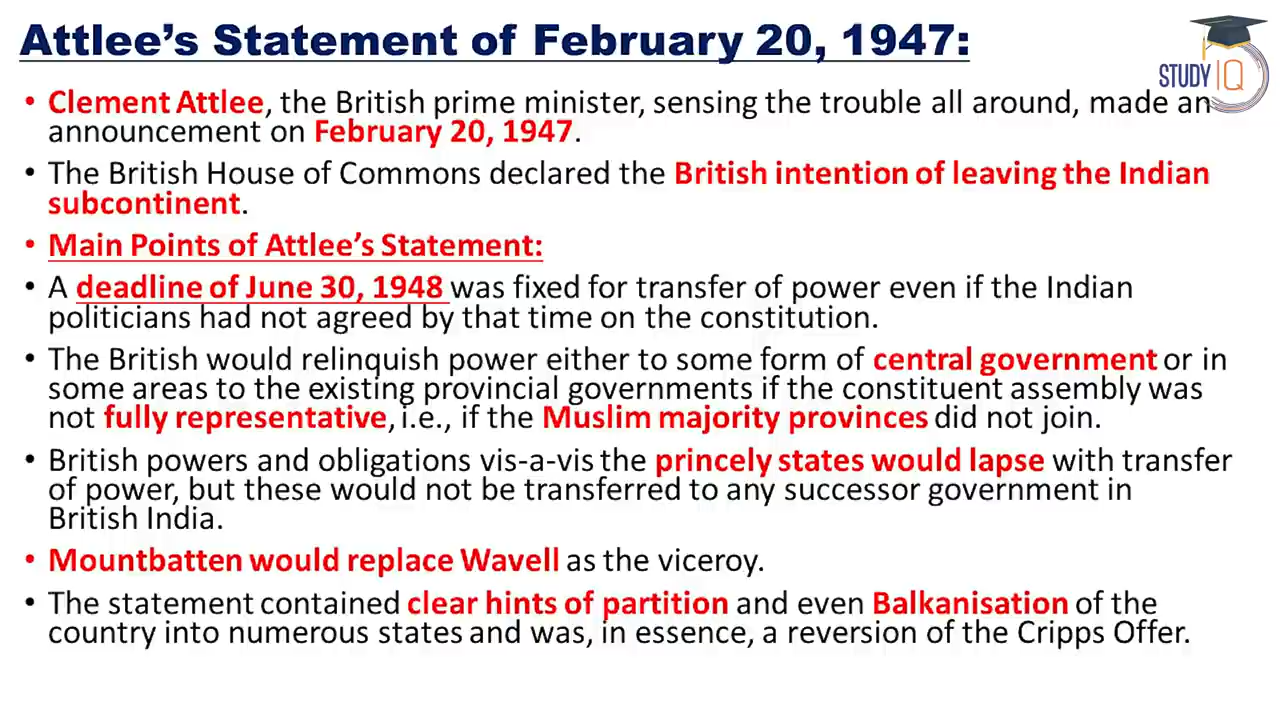 Attlee’s Statement of February 20, 1947:
STUDY IQ
• Clement Attlee, the British prime minister, sensing the trouble all around, made an
announcement on February 20, 1947.
• The British House of Commons declared the British intention of leaving the Indian
subcontinent.
• Main Points of Attlee’s Statement:
• A deadline of June 30, 1948 was fixed for transfer of power even if the Indian
politicians had not agreed by that time on the constitution.
• The British would relinquish power either to some form of central government or in
some areas to the existing provincial governments if the constituent assembly was
not fully representative, i.e., if the Muslim majority provinces did not join.
• British powers and obligations vis-a-vis the princely states would lapse with transfer
of power, but these would not be transferred to any successor government in
British India.
• Mountbatten would replace Wavell as the viceroy.
• The statement contained clear hints of partition and even Balkanisation of the
country into numerous states and was, in essence, a reversion of the Cripps Offer.